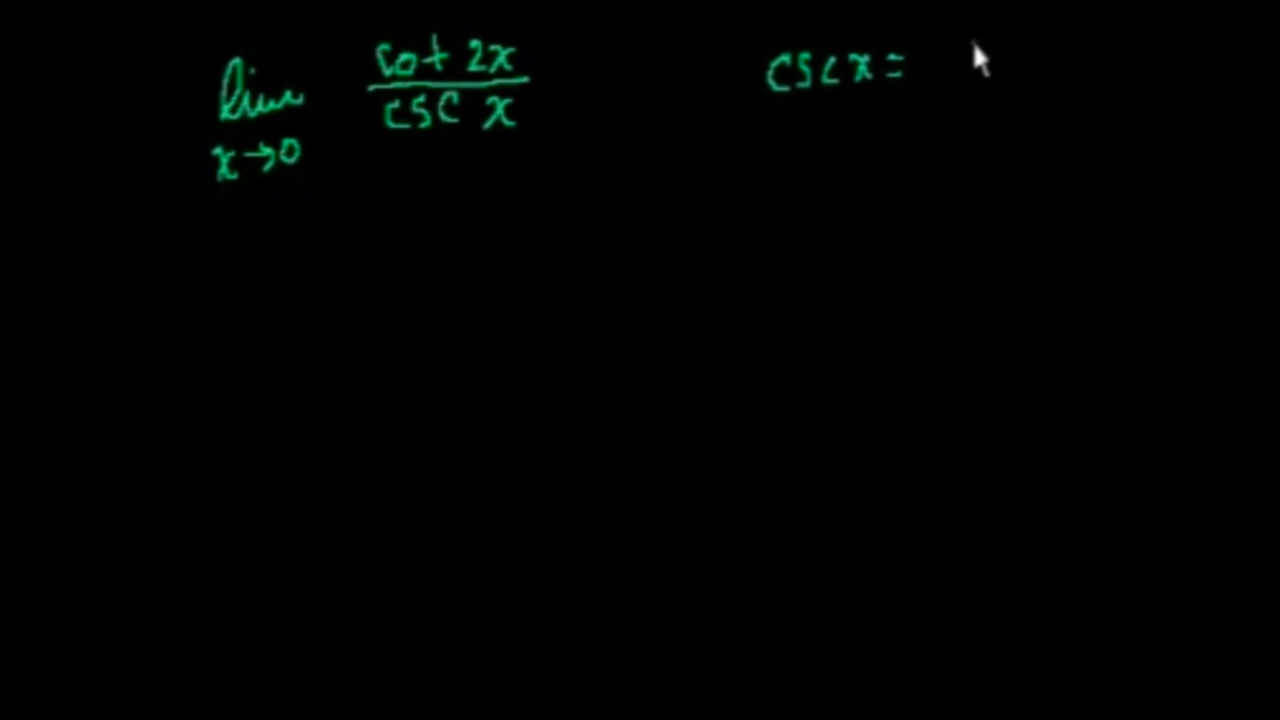 lim cot 2x / csc x
x→0
csc x =